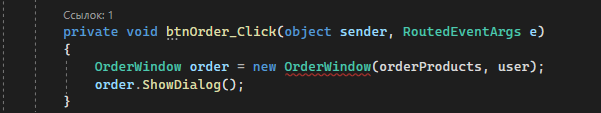 Ссылок: 1
private void btnOrder_Click(object sender, RoutedEventArgs e)
{
OrderWindow order = new OrderWindow(orderProducts, user);
order.ShowDialog();
}